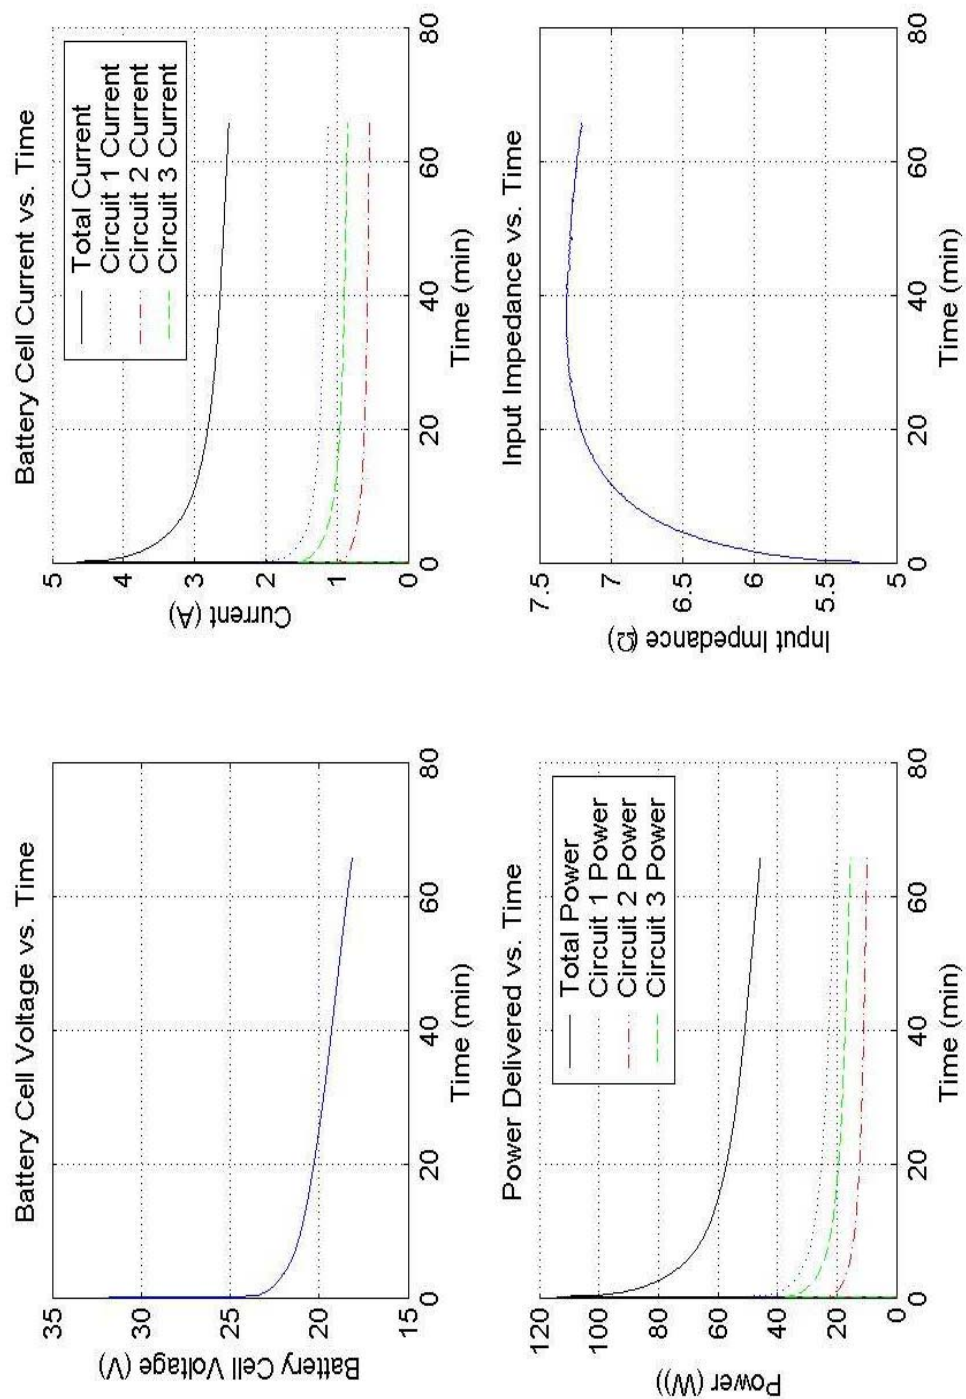 Battery Cell Voltage vs. Time
35
30
25
20
15
0
20
40
60
80
Battery Cell Voltage (V)
Time (min)
Battery Cell Current vs. Time
5
4
3
2
1
0
0
20
40
60
80
Current (A)
Time (min)
Total Current
Circuit 1 Current
Circuit 2 Current
Circuit 3 Current
Power Delivered vs. Time
120
100
80
60
40
20
0
0
20
40
60
80
Power (W))
Time (min)
Total Power
Circuit 1 Power
Circuit 2 Power
Circuit 3 Power
Input Impedance vs. Time
7.5
7
6.5
6
5.5
5
0
20
40
60
80
Input Impedance (Ω)
Time (min)